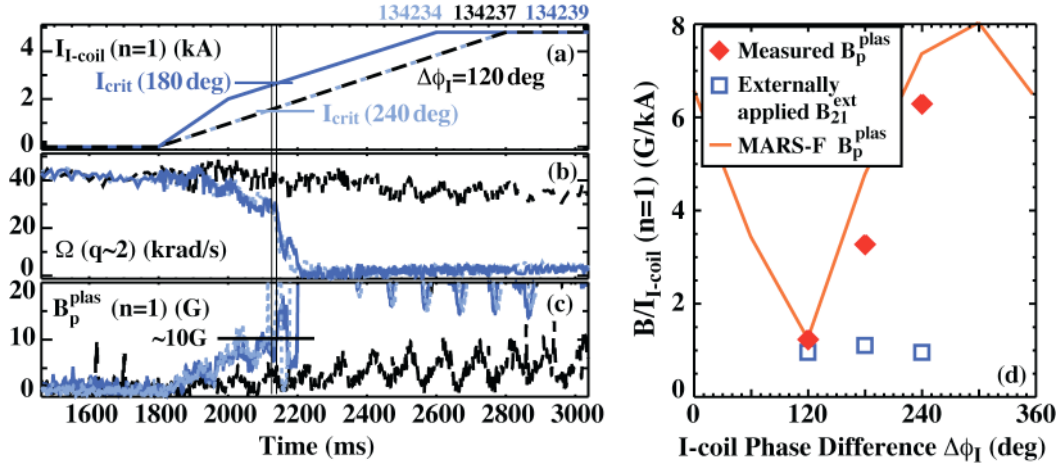 134234 134237 134239
I_I-coil (n=1) (kA)
(a)
I_crit (180 deg)
Δϕ_I=120 deg
I_crit (240 deg)
4
2
0
(b)
Ω (q~2) (krad/s)
40
20
0
B_p^plas (n=1) (G)
(c)
~10G
20
10
0
1600 1800 2000 2200 2400 2600 2800 3000
Time (ms)
B/I_I-coil (n=1) (G/kA)
8
6
4
2
0
Measured B_p^plas
Externally
applied B_21^ext
MARS-F B_p^plas
(d)
0 120 240 360
I-coil Phase Difference Δϕ_I (deg)